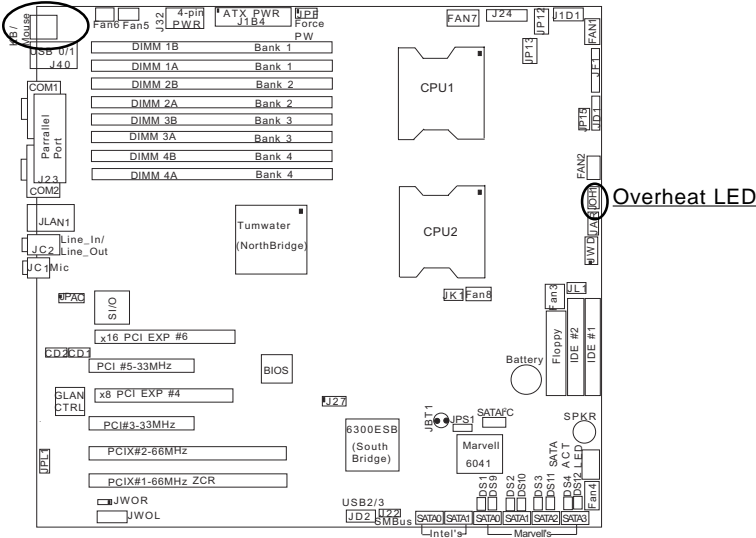 KB/
Mouse
Fan6 Fan5
J32
4-pin
PWR
ATX PWR
J1B4
JPF
Force
PW
FAN7
J24
JP12
J1D1
FAN1
USB 0/1
J40
JP13
JF1
DIMM 1B Bank 1
DIMM 1A Bank 1
DIMM 2B Bank 2
DIMM 2A Bank 2
DIMM 3B Bank 3
DIMM 3A Bank 3
DIMM 4B Bank 4
DIMM 4A Bank 4
COM1
Parrallel
Port
J23
COM2
CPU1
JP15
JD1
FAN2
JOH1
Overheat LED
JLAN1
Tumwater
(NorthBridge)
CPU2
JAR
JWD
JC2
Line_In/
Line_Out
JC1
Mic
JPAC
SI/O
JK1
Fan8
Fan3
JL1
x16 PCI EXP #6
CD2
CD1
PCI #5-33MHz
BIOS
Battery
Floppy
IDE #2
IDE #1
GLAN
CTRL
x8 PCI EXP #4
J27
PCI#3-33MHz
JBT1
JPS1
SATAI²C
SPKR
6300ESB
(South
Bridge)
Marvell
6041
PCIX#2-66MHz
JPL1
PCIX#1-66MHz ZCR
SATA
ACT
LED
DS1
DS9
DS2
DS10
DS3
DS11
DS4
DS12
Fan4
JWOR
JWOL
USB2/3
JD2
J22
SMBus
SATA0
SATA1
SATA0
SATA1
SATA2
SATA3
Intel's
Marvell's